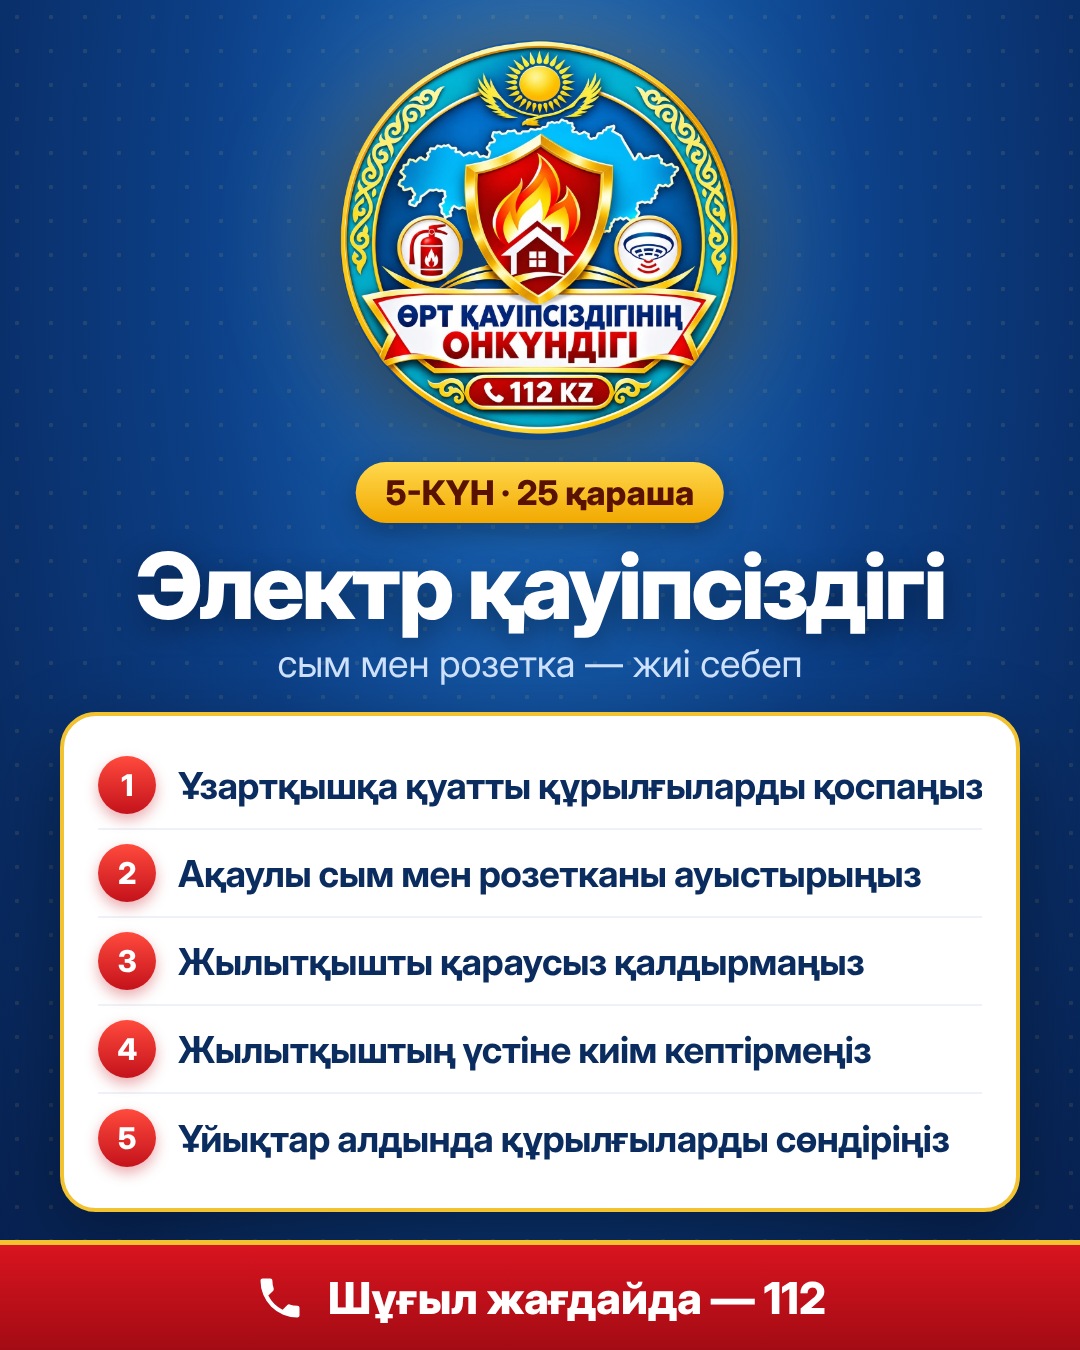 ӨРТ ҚАУІПСІЗДІГІНІҢ
ОНКҮНДІГІ
112 KZ
5-КҮН · 25 қараша
Электр қауіпсіздігі
сым мен розетка — жиі себеп
1 Ұзартқышқа қуатты құрылғыларды қоспаңыз
2 Ақаулы сым мен розетканы ауыстырыңыз
3 Жылытқышты қараусыз қалдырмаңыз
4 Жылытқыштың үстіне киім кептірмеңіз
5 Ұйықтар алдында құрылғыларды сөндіріңіз
Шұғыл жағдайда — 112